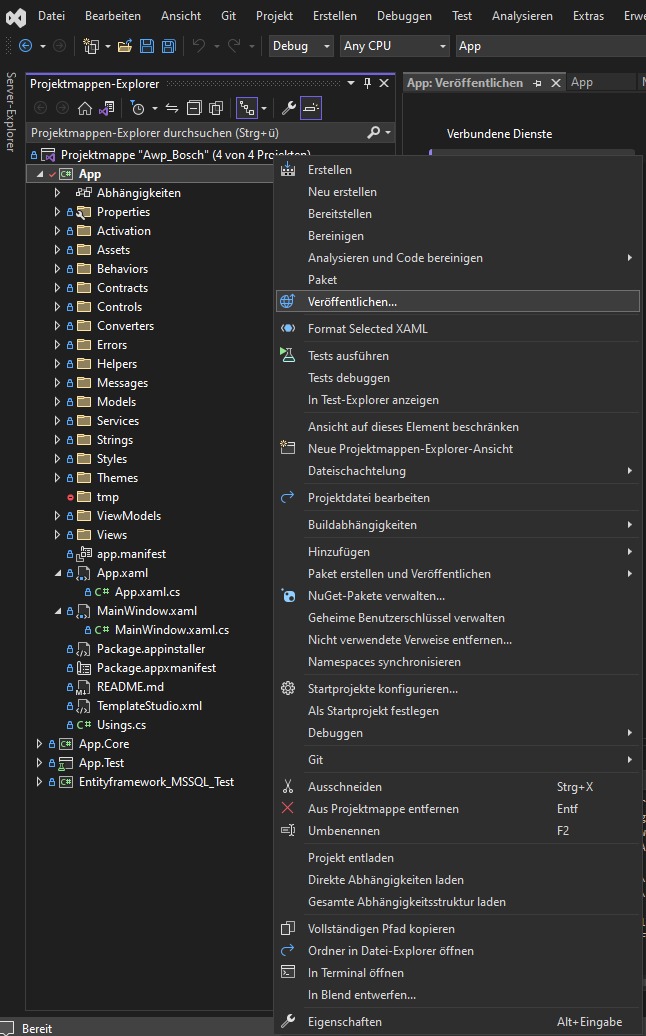 Datei Bearbeiten Ansicht Git Projekt Erstellen Debuggen Test Analysieren Extras
Debug Any CPU App
Server-Explorer
Projektmappen-Explorer
App: Veröffentlichen App
Projektmappen-Explorer durchsuchen (Strg+ü)
Verbundene Dienste
Projektmappe "Awp_Bosch" (4 von 4 Projekten)
App
Abhängigkeiten
Properties
Activation
Assets
Behaviors
Contracts
Controls
Converters
Errors
Helpers
Messages
Models
Services
Strings
Styles
Themes
tmp
ViewModels
Views
app.manifest
App.xaml
C# App.xaml.cs
MainWindow.xaml
C# MainWindow.xaml.cs
Package.appinstaller
Package.appxmanifest
README.md
TemplateStudio.xml
C# Usings.cs
App.Core
App.Test
Entityframework_MSSQL_Test
Erstellen
Neu erstellen
Bereitstellen
Bereinigen
Analysieren und Code bereinigen
Paket
Veröffentlichen...
Format Selected XAML
Tests ausführen
Tests debuggen
In Test-Explorer anzeigen
Ansicht auf dieses Element beschränken
Neue Projektmappen-Explorer-Ansicht
Dateischachtelung
Projektdatei bearbeiten
Buildabhängigkeiten
Hinzufügen
Paket erstellen und Veröffentlichen
NuGet-Pakete verwalten...
Geheime Benutzerschlüssel verwalten
Nicht verwendete Verweise entfernen...
Namespaces synchronisieren
Startprojekte konfigurieren...
Als Startprojekt festlegen
Debuggen
Git
Ausschneiden Strg+X
Aus Projektmappe entfernen Entf
Umbenennen F2
Projekt entladen
Direkte Abhängigkeiten laden
Gesamte Abhängigkeitsstruktur laden
Vollständigen Pfad kopieren
Ordner in Datei-Explorer öffnen
In Terminal öffnen
In Blend entwerfen...
Eigenschaften Alt+Eingabe
Bereit